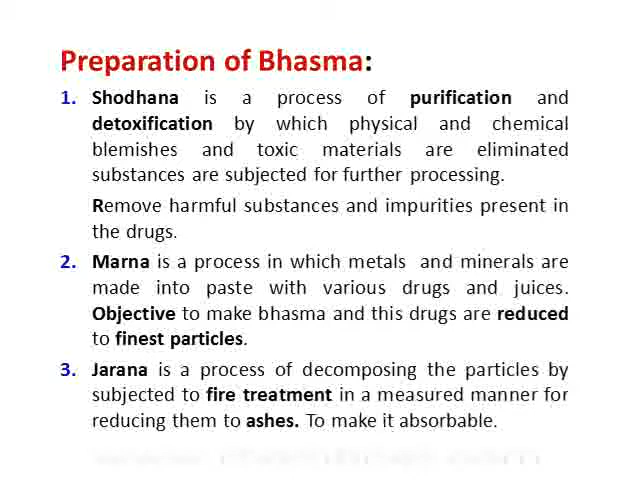 Preparation of Bhasma:
1. Shodhana is a process of purification and
detoxification by which physical and chemical
blemishes and toxic materials are eliminated
substances are subjected for further processing.
Remove harmful substances and impurities present in
the drugs.
2. Marna is a process in which metals and minerals are
made into paste with various drugs and juices.
Objective to make bhasma and this drugs are reduced
to finest particles.
3. Jarana is a process of decomposing the particles by
subjected to fire treatment in a measured manner for
reducing them to ashes. To make it absorbable.